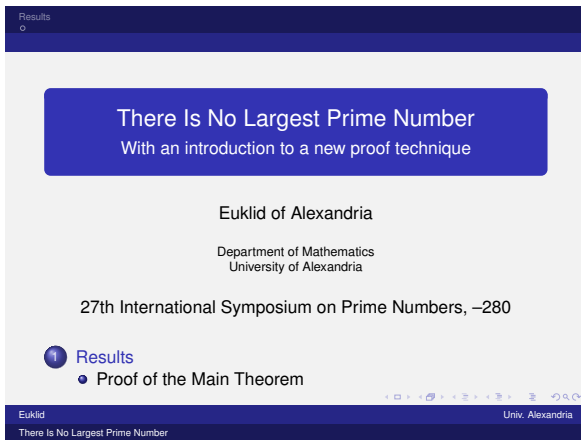 Results
There Is No Largest Prime Number
With an introduction to a new proof technique
Euklid of Alexandria
Department of Mathematics
University of Alexandria
27th International Symposium on Prime Numbers, –280
1 Results
Proof of the Main Theorem
Euklid Univ. Alexandria
There Is No Largest Prime Number